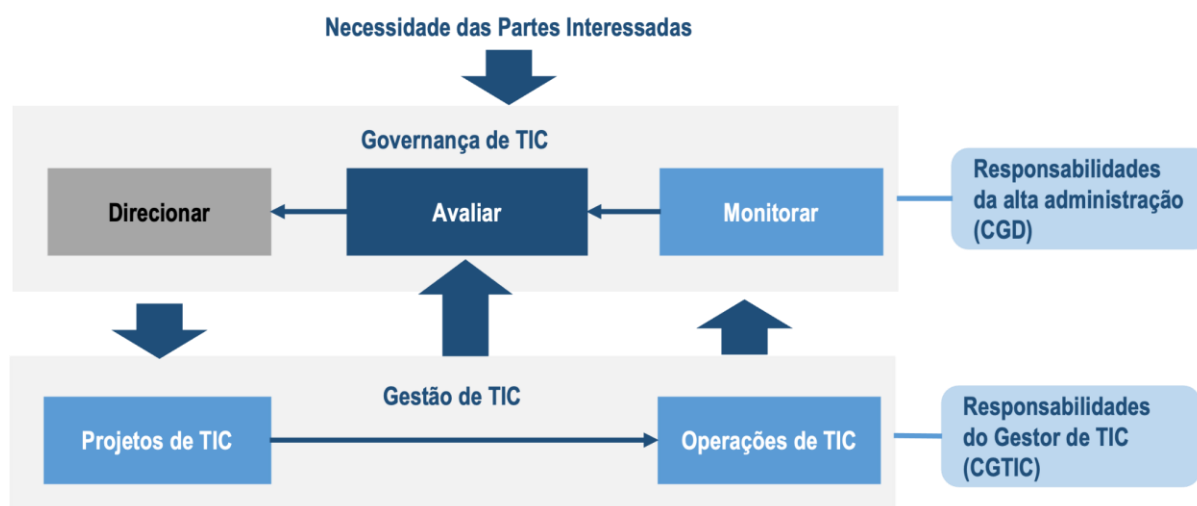 Necessidade das Partes Interessadas
Governança de TIC
Direcionar
Avaliar
Monitorar
Responsabilidades
da alta administração
(CGD)
Gestão de TIC
Projetos de TIC
Operações de TIC
Responsabilidades
do Gestor de TIC
(CGTIC)